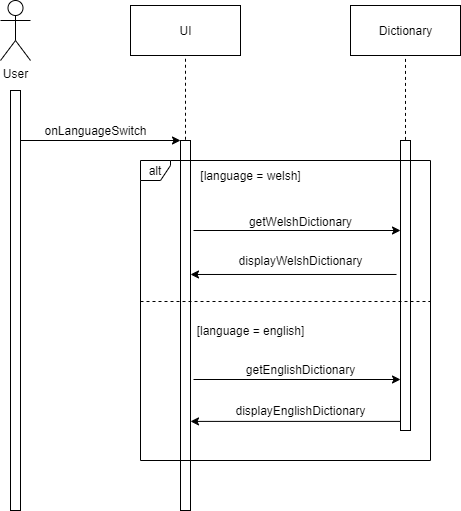 UI
Dictionary
User
onLanguageSwitch
alt
[language = welsh]
getWelshDictionary
displayWelshDictionary
[language = english]
getEnglishDictionary
displayEnglishDictionary